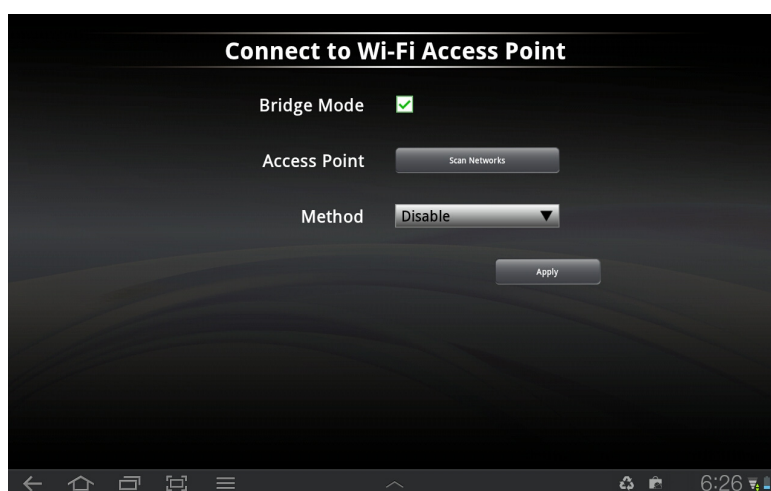 Connect to Wi-Fi Access Point
Bridge Mode
Access Point
Scan Networks
Method
Disable
Apply
6:26